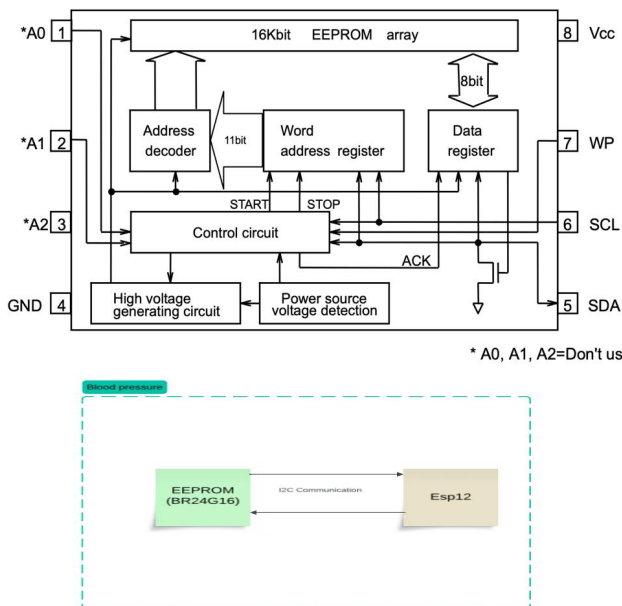 *A0 1
16Kbit EEPROM array
8 Vcc
8bit
*A1 2
Address
decoder
11bit
Word
address register
Data
register
7 WP
START STOP
*A2 3
Control circuit
6 SCL
ACK
GND 4
High voltage
generating circuit
Power source
voltage detection
5 SDA
* A0, A1, A2=Don't us
Blood pressure
EEPROM
(BR24G16)
I2C Communication
Esp12